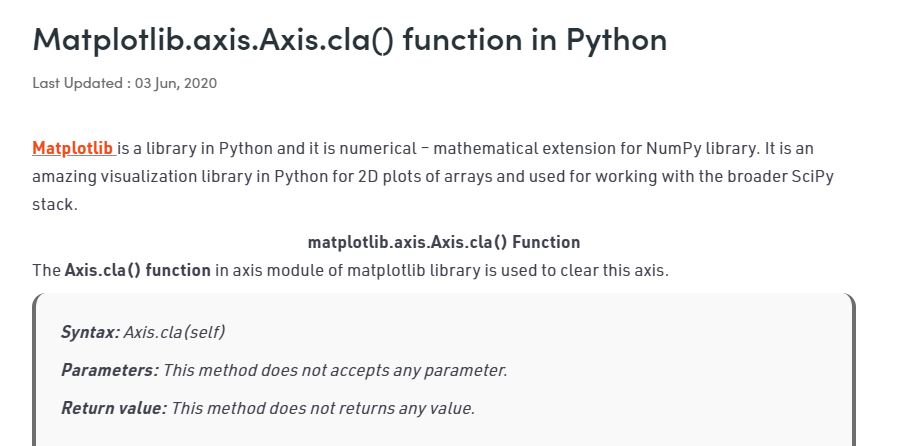 Matplotlib.axis.Axis.cla() function in Python
Last Updated : 03 Jun, 2020
Matplotlib is a library in Python and it is numerical – mathematical extension for NumPy library. It is an
amazing visualization library in Python for 2D plots of arrays and used for working with the broader SciPy
stack.
matplotlib.axis.Axis.cla() Function
The Axis.cla() function in axis module of matplotlib library is used to clear this axis.
Syntax: Axis.cla(self)
Parameters: This method does not accepts any parameter.
Return value: This method does not returns any value.